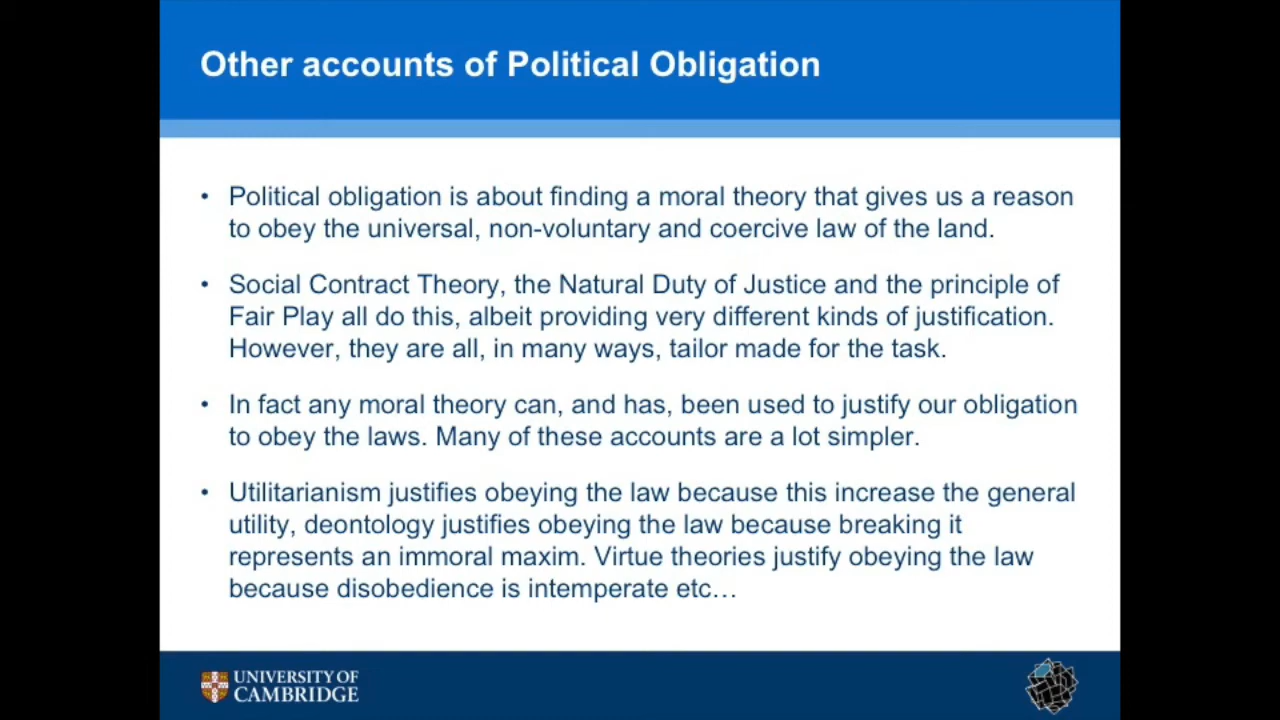 Other accounts of Political Obligation
• Political obligation is about finding a moral theory that gives us a reason
to obey the universal, non-voluntary and coercive law of the land.
• Social Contract Theory, the Natural Duty of Justice and the principle of
Fair Play all do this, albeit providing very different kinds of justification.
However, they are all, in many ways, tailor made for the task.
• In fact any moral theory can, and has, been used to justify our obligation
to obey the laws. Many of these accounts are a lot simpler.
• Utilitarianism justifies obeying the law because this increase the general
utility, deontology justifies obeying the law because breaking it
represents an immoral maxim. Virtue theories justify obeying the law
because disobedience is intemperate etc…
UNIVERSITY OF
CAMBRIDGE